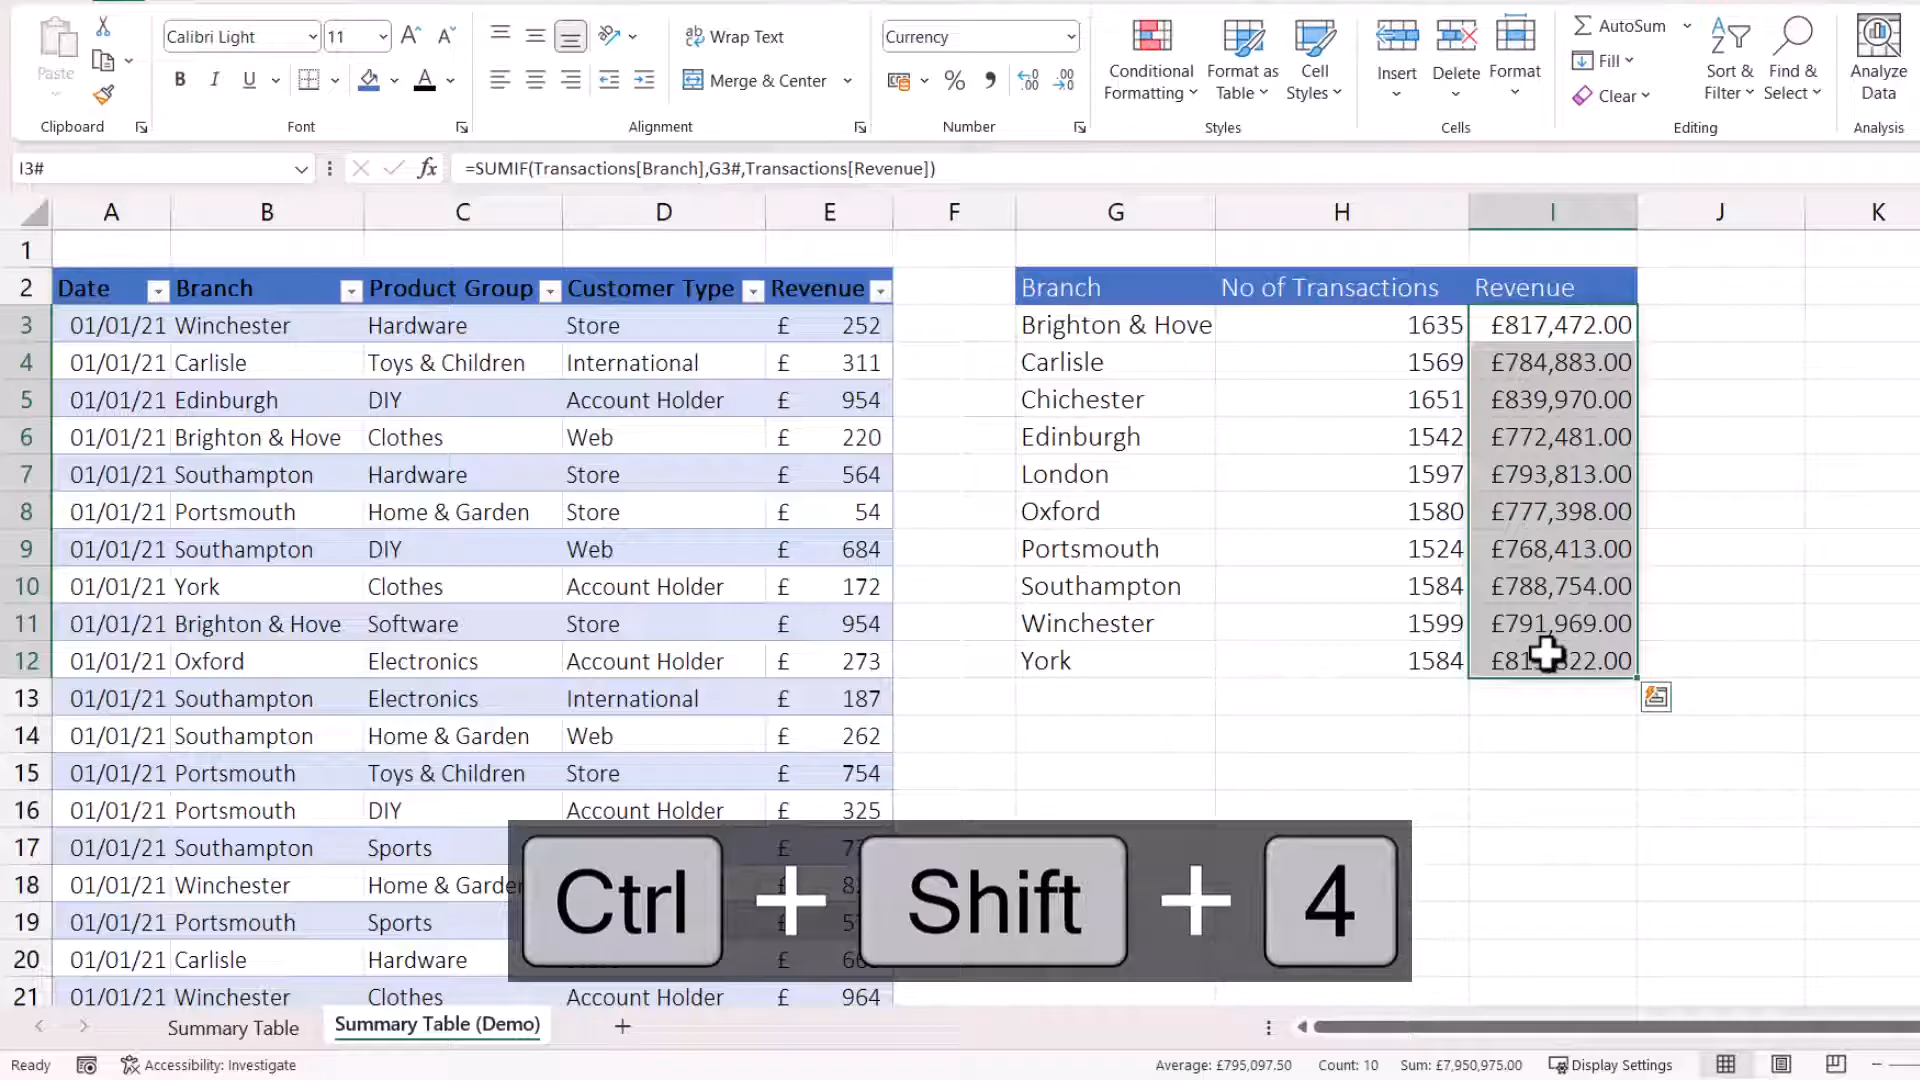 Paste
Clipboard
Calibri Light
11
B I U A
Font
Wrap Text
Merge & Center
Alignment
Currency
%
Number
Conditional Formatting
Format as Table
Cell Styles
Styles
Insert
Delete
Format
Cells
AutoSum
Fill
Clear
Sort & Filter
Find & Select
Editing
Analyze Data
Analysis
I3#
fx
=SUMIF(Transactions[Branch],G3#,Transactions[Revenue])
A B C D E F G H I J K
1
2 Date Branch Product Group Customer Type Revenue Branch No of Transactions Revenue
3 01/01/21 Winchester Hardware Store £ 252 Brighton & Hove 1635 £817,472.00
4 01/01/21 Carlisle Toys & Children International £ 311 Carlisle 1569 £784,883.00
5 01/01/21 Edinburgh DIY Account Holder £ 954 Chichester 1651 £839,970.00
6 01/01/21 Brighton & Hove Clothes Web £ 220 Edinburgh 1542 £772,481.00
7 01/01/21 Southampton Hardware Store £ 564 London 1597 £793,813.00
8 01/01/21 Portsmouth Home & Garden Store £ 54 Oxford 1580 £777,398.00
9 01/01/21 Southampton DIY Web £ 684 Portsmouth 1524 £768,413.00
10 01/01/21 York Clothes Account Holder £ 172 Southampton 1584 £788,754.00
11 01/01/21 Brighton & Hove Software Store £ 954 Winchester 1599 £791,969.00
12 01/01/21 Oxford Electronics Account Holder £ 273 York 1584
13 01/01/21 Southampton Electronics International £ 187
14 01/01/21 Southampton Home & Garden Web £ 262
15 01/01/21 Portsmouth Toys & Children Store £ 754
16 01/01/21 Portsmouth DIY Account Holder £ 325
17 01/01/21 Southampton Sports £
18 01/01/21 Winchester Home & Garden £
19 01/01/21 Portsmouth Sports £
20 01/01/21 Carlisle Hardware £
21 01/01/21 Winchester Clothes Account Holder £ 964
Ctrl + Shift + 4
Summary Table
Summary Table (Demo)
Ready
Accessibility: Investigate
Average: £795,097.50 Count: 10 Sum: £7,950,975.00
Display Settings